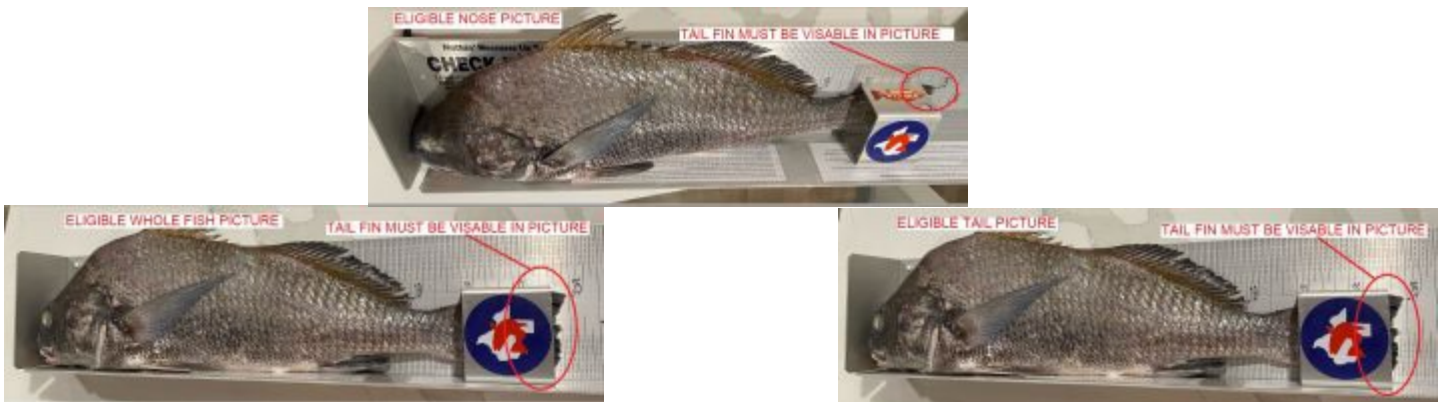 ELIGIBLE NOSE PICTURE
TAIL FIN MUST BE VISABLE IN PICTURE
CHECK
ELIGIBLE WHOLE FISH PICTURE
TAIL FIN MUST BE VISABLE IN PICTURE
ELIGIBLE TAIL PICTURE
TAIL FIN MUST BE VISABLE IN PICTURE